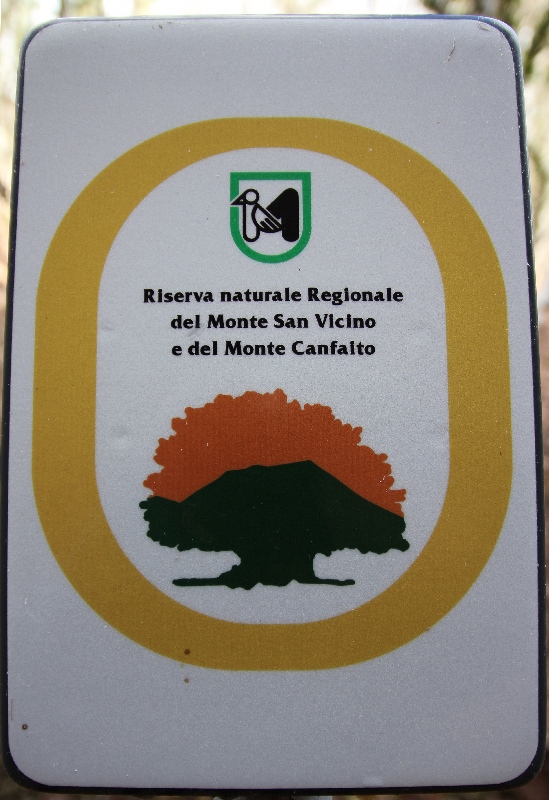 Riserva naturale Regionale
del Monte San Vicino
e del Monte Canfaito